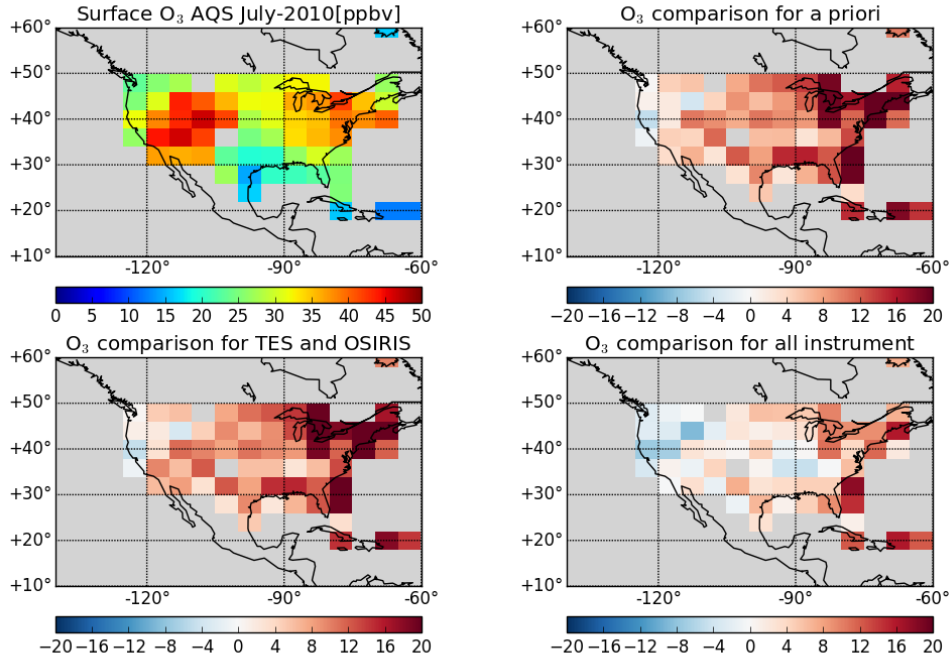 Surface O₃ AQS July-2010[ppbv]
+60°
+50°
+40°
+30°
+20°
+10°
-120° -90° -60°
0 5 10 15 20 25 30 35 40 45 50
O₃ comparison for a priori
+60°
+50°
+40°
+30°
+20°
+10°
-120° -90° -60°
−20 −16 −12 −8 −4 0 4 8 12 16 20
O₃ comparison for TES and OSIRIS
+60°
+50°
+40°
+30°
+20°
+10°
-120° -90° -60°
−20 −16 −12 −8 −4 0 4 8 12 16 20
O₃ comparison for all instrument
+60°
+50°
+40°
+30°
+20°
+10°
-120° -90° -60°
−20 −16 −12 −8 −4 0 4 8 12 16 20